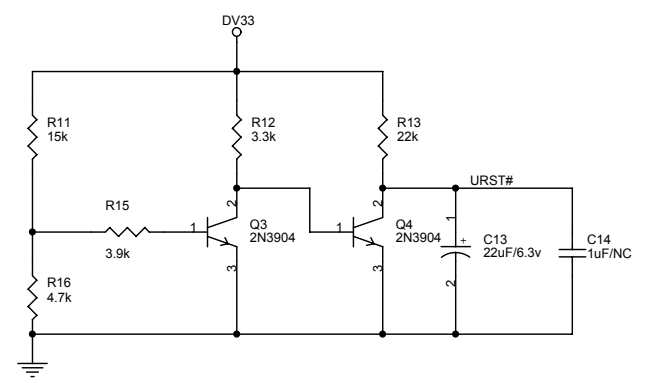 DV33
R11
15k
R12
3.3k
R13
22k
R15
3.9k
1
2
Q3
2N3904
3
1
2
Q4
2N3904
3
URST#
1
+
C13
22uF/6.3v
2
C14
1uF/NC
R16
4.7k